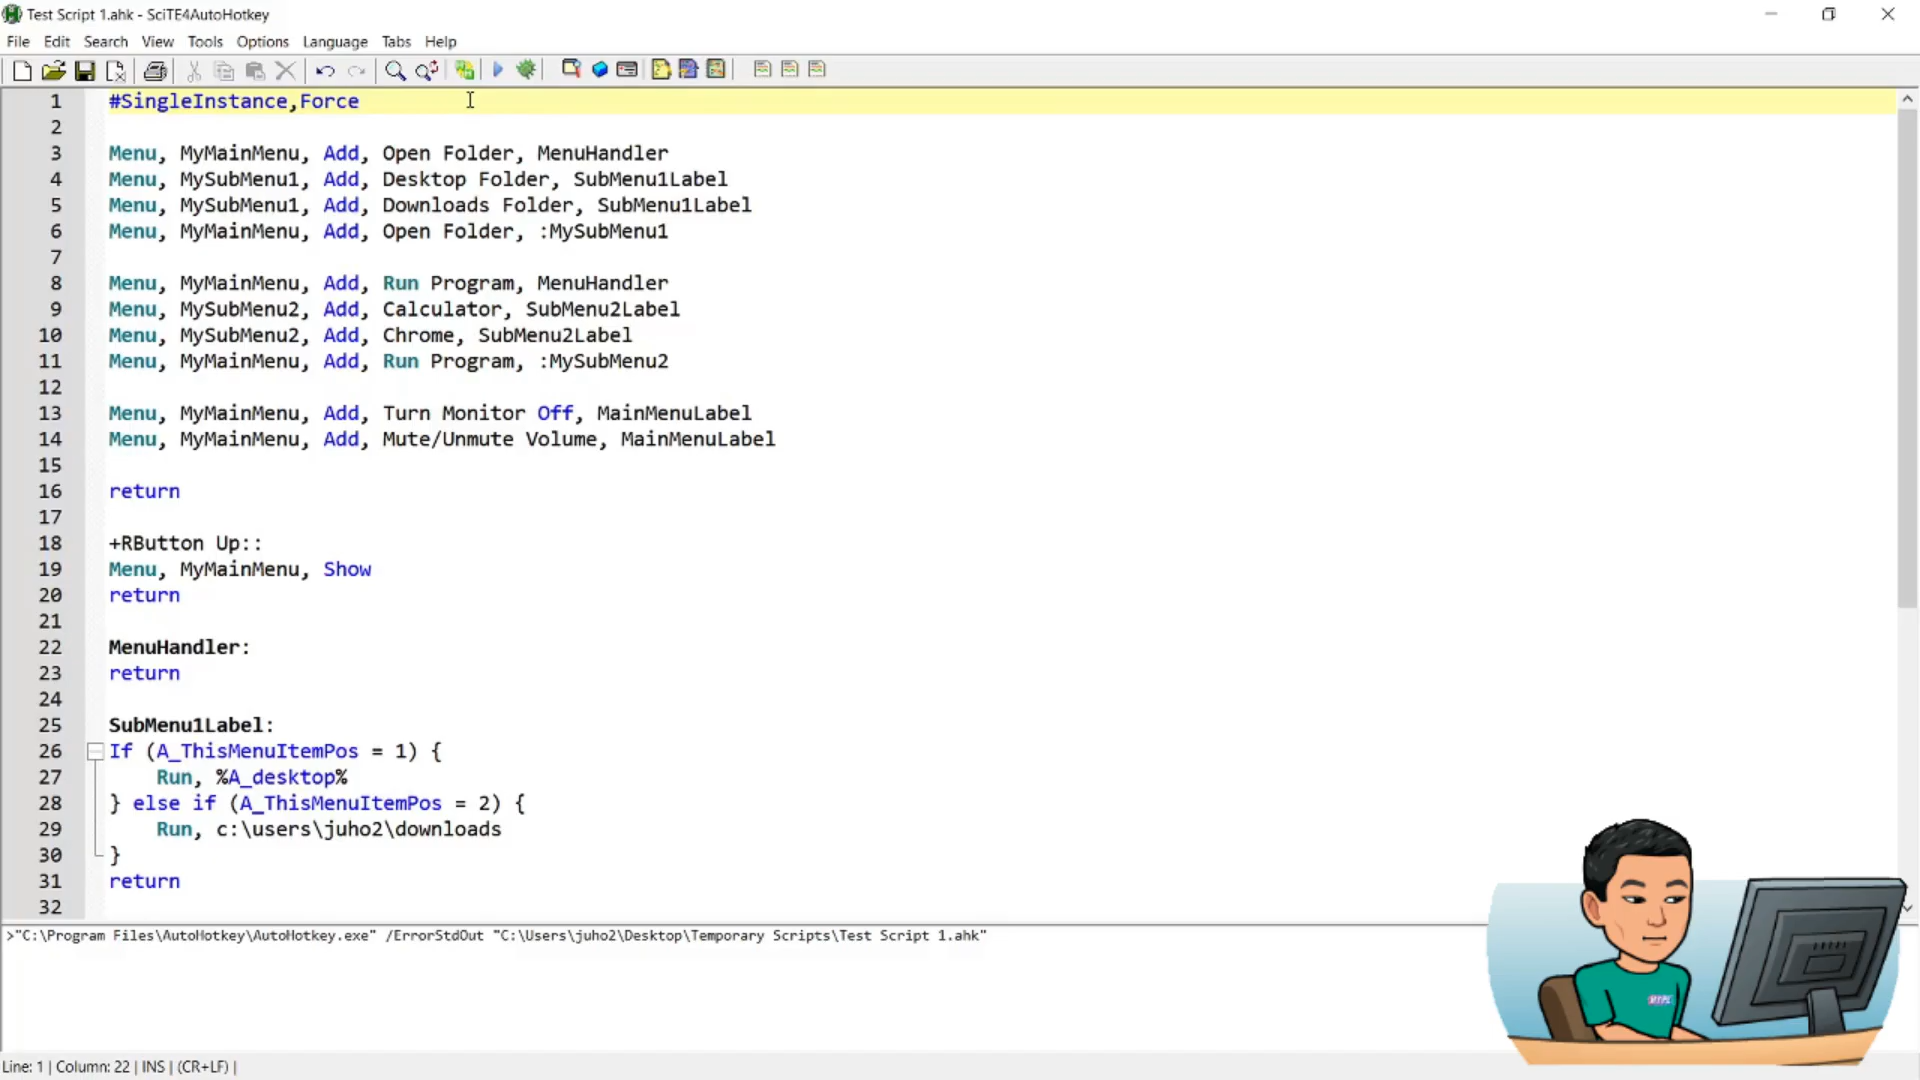 Test Script 1.ahk - SciTE4AutoHotkey
File Edit Search View Tools Options Language Tabs Help
1 #SingleInstance,Force
2
3 Menu, MyMainMenu, Add, Open Folder, MenuHandler
4 Menu, MySubMenu1, Add, Desktop Folder, SubMenu1Label
5 Menu, MySubMenu1, Add, Downloads Folder, SubMenu1Label
6 Menu, MyMainMenu, Add, Open Folder, :MySubMenu1
7
8 Menu, MyMainMenu, Add, Run Program, MenuHandler
9 Menu, MySubMenu2, Add, Calculator, SubMenu2Label
10 Menu, MySubMenu2, Add, Chrome, SubMenu2Label
11 Menu, MyMainMenu, Add, Run Program, :MySubMenu2
12
13 Menu, MyMainMenu, Add, Turn Monitor Off, MainMenuLabel
14 Menu, MyMainMenu, Add, Mute/Unmute Volume, MainMenuLabel
15
16 return
17
18 +RButton Up::
19 Menu, MyMainMenu, Show
20 return
21
22 MenuHandler:
23 return
24
25 SubMenu1Label:
26 If (A_ThisMenuItemPos = 1) {
27 Run, %A_desktop%
28 } else if (A_ThisMenuItemPos = 2) {
29 Run, c:\users\juho2\downloads
30 }
31 return
32
>"C:\Program Files\AutoHotkey\AutoHotkey.exe" /ErrorStdOut "C:\Users\juho2\Desktop\Temporary Scripts\Test Script 1.ahk"
Line: 1 | Column: 22 | INS | (CR+LF) |